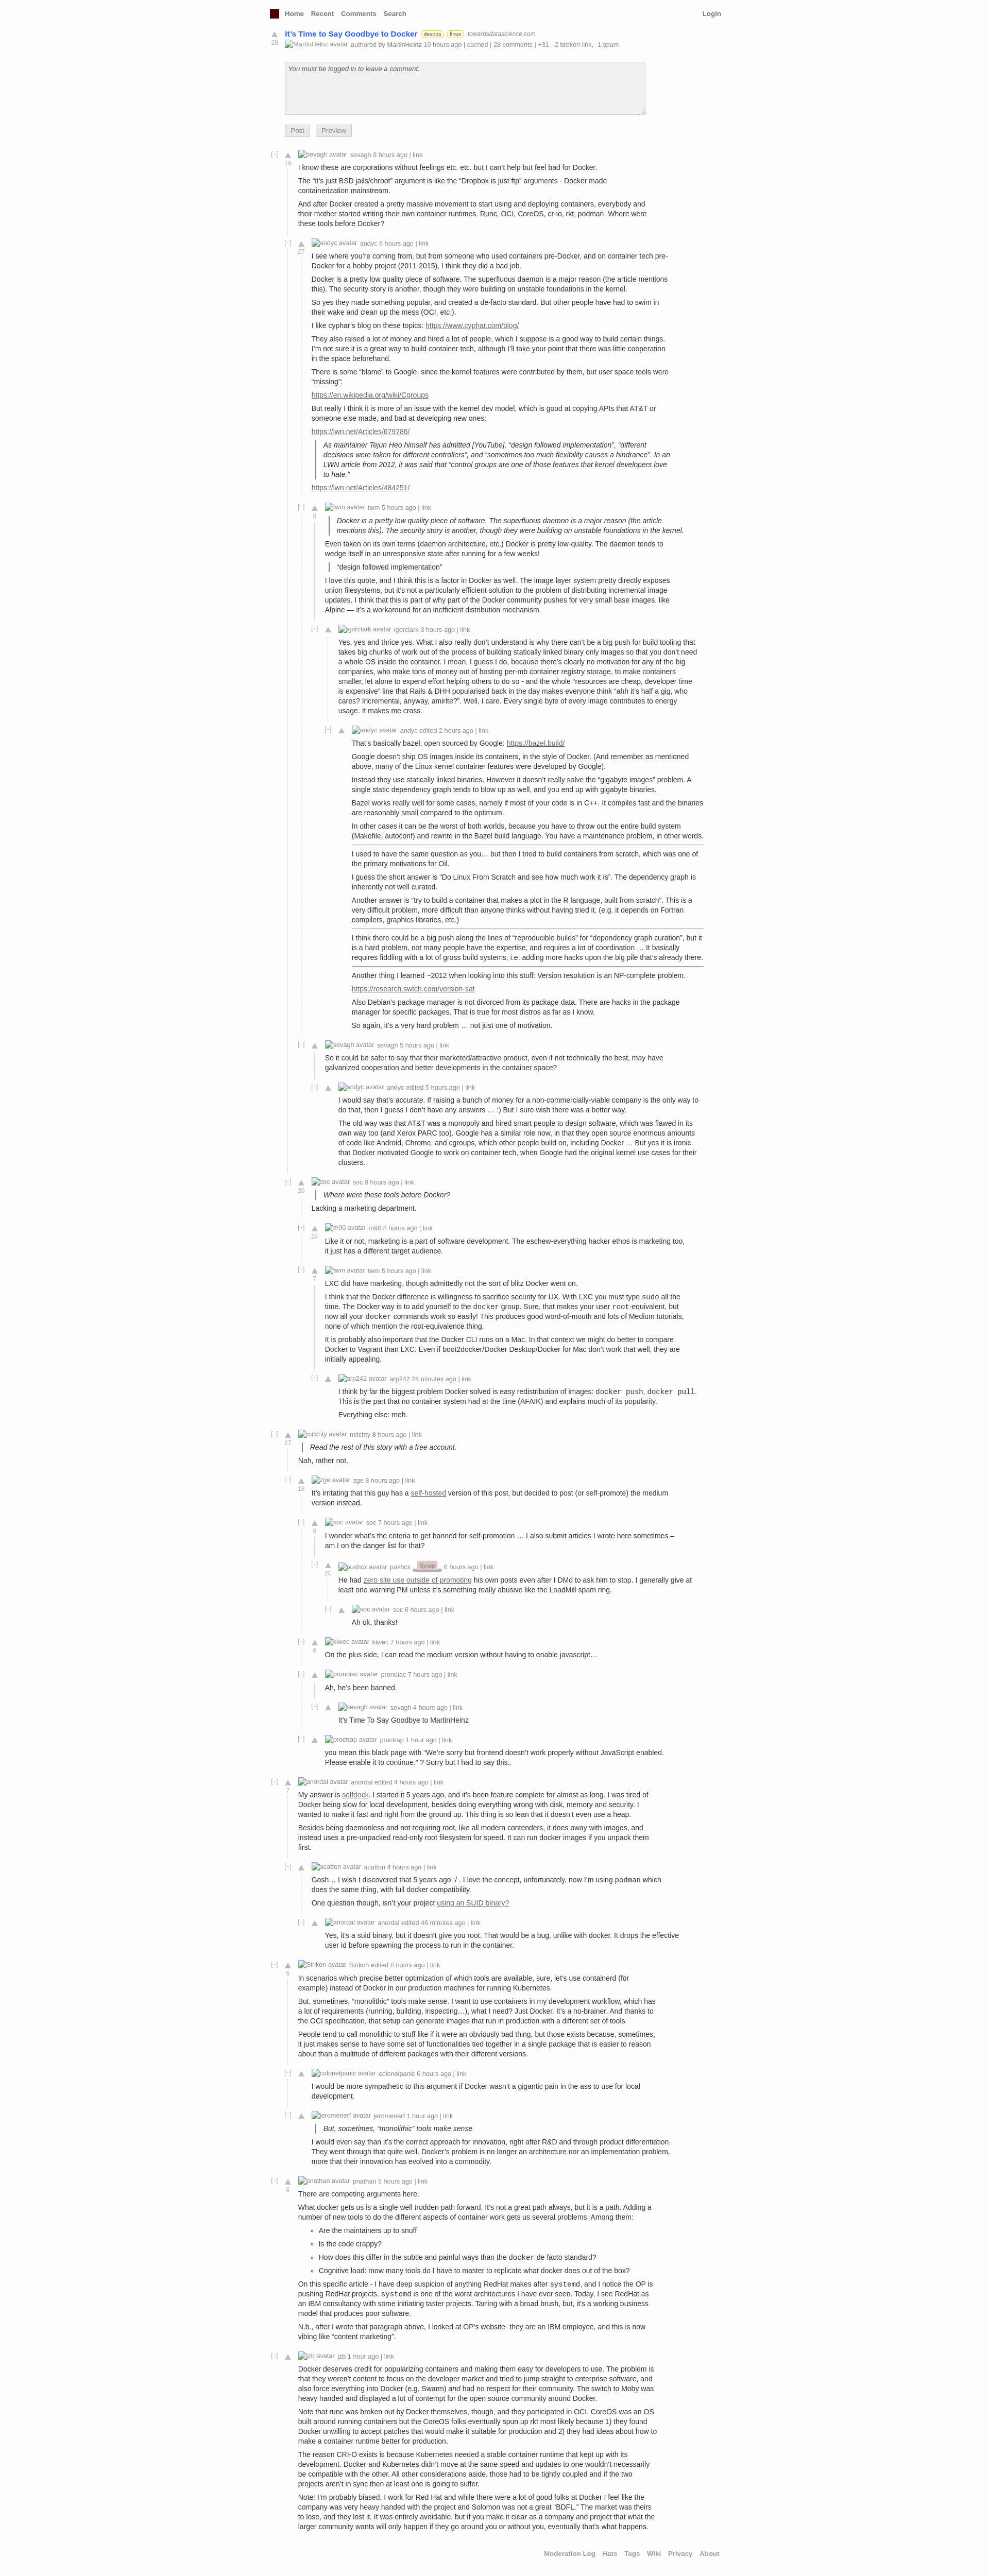 Home Recent Comments Search Login
28
It’s Time to Say Goodbye to Docker devops linux towardsdatascience.com
MartinHeinz avatar authored by MartinHeinz 10 hours ago | cached | 28 comments | +31, -2 broken link, -1 spam
You must be logged in to leave a comment.
Post Preview
[-] sevagh avatar sevagh 8 hours ago | link
19
I know these are corporations without feelings etc. etc. but I can’t help but feel bad for Docker.
The “it’s just BSD jails/chroot” argument is like the “Dropbox is just ftp” arguments - Docker made
containerization mainstream.
And after Docker created a pretty massive movement to start using and deploying containers, everybody and
their mother started writing their own container runtimes. Runc, OCI, CoreOS, cr-io, rkt, podman. Where were
these tools before Docker?
[-] andyc avatar andyc 6 hours ago | link
27
I see where you’re coming from, but from someone who used containers pre-Docker, and on container tech pre-
Docker for a hobby project (2011-2015), I think they did a bad job.
Docker is a pretty low quality piece of software. The superfluous daemon is a major reason (the article mentions
this). The security story is another, though they were building on unstable foundations in the kernel.
So yes they made something popular, and created a de-facto standard. But other people have had to swim in
their wake and clean up the mess (OCI, etc.).
I like cyphar’s blog on these topics: https://www.cyphar.com/blog/
They also raised a lot of money and hired a lot of people, which I suppose is a good way to build certain things.
I’m not sure it is a great way to build container tech, although I’ll take your point that there was little cooperation
in the space beforehand.
There is some “blame” to Google, since the kernel features were contributed by them, but user space tools were
“missing”:
https://en.wikipedia.org/wiki/Cgroups
But really I think it is more of an issue with the kernel dev model, which is good at copying APIs that AT&T or
someone else made, and bad at developing new ones:
https://lwn.net/Articles/679786/
As maintainer Tejun Heo himself has admitted [YouTube], “design followed implementation”, “different
decisions were taken for different controllers”, and “sometimes too much flexibility causes a hindrance”. In an
LWN article from 2012, it was said that “control groups are one of those features that kernel developers love
to hate.”
https://lwn.net/Articles/484251/
[-] twm avatar twm 5 hours ago | link
9
Docker is a pretty low quality piece of software. The superfluous daemon is a major reason (the article
mentions this). The security story is another, though they were building on unstable foundations in the kernel.
Even taken on its own terms (daemon architecture, etc.) Docker is pretty low-quality. The daemon tends to
wedge itself in an unresponsive state after running for a few weeks!
“design followed implementation”
I love this quote, and I think this is a factor in Docker as well. The image layer system pretty directly exposes
union filesystems, but it’s not a particularly efficient solution to the problem of distributing incremental image
updates. I think that this is part of why part of the Docker community pushes for very small base images, like
Alpine — it’s a workaround for an inefficient distribution mechanism.
[-] igorclark avatar igorclark 3 hours ago | link
Yes, yes and thrice yes. What I also really don’t understand is why there can’t be a big push for build tooling that
takes big chunks of work out of the process of building statically linked binary only images so that you don’t need
a whole OS inside the container. I mean, I guess I do, because there’s clearly no motivation for any of the big
companies, who make tons of money out of hosting per-mb container registry storage, to make containers
smaller, let alone to expend effort helping others to do so - and the whole “resources are cheap, developer time
is expensive” line that Rails & DHH popularised back in the day makes everyone think “ahh it’s half a gig, who
cares? Incremental, anyway, amirite?”. Well, I care. Every single byte of every image contributes to energy
usage. It makes me cross.
[-] andyc avatar andyc edited 2 hours ago | link
That’s basically bazel, open sourced by Google: https://bazel.build/
Google doesn’t ship OS images inside its containers, in the style of Docker. (And remember as mentioned
above, many of the Linux kernel container features were developed by Google).
Instead they use statically linked binaries. However it doesn’t really solve the “gigabyte images” problem. A
single static dependency graph tends to blow up as well, and you end up with gigabyte binaries.
Bazel works really well for some cases, namely if most of your code is in C++. It compiles fast and the binaries
are reasonably small compared to the optimum.
In other cases it can be the worst of both worlds, because you have to throw out the entire build system
(Makefile, autoconf) and rewrite in the Bazel build language. You have a maintenance problem, in other words.
I used to have the same question as you… but then I tried to build containers from scratch, which was one of
the primary motivations for Oil.
I guess the short answer is “Do Linux From Scratch and see how much work it is”. The dependency graph is
inherently not well curated.
Another answer is “try to build a container that makes a plot in the R language, built from scratch”. This is a
very difficult problem, more difficult than anyone thinks without having tried it. (e.g. it depends on Fortran
compilers, graphics libraries, etc.)
I think there could be a big push along the lines of “reproducible builds” for “dependency graph curation”, but it
is a hard problem, not many people have the expertise, and requires a lot of coordination … It basically
requires fiddling with a lot of gross build systems, i.e. adding more hacks upon the big pile that’s already there.
Another thing I learned ~2012 when looking into this stuff: Version resolution is an NP-complete problem.
https://research.swtch.com/version-sat
Also Debian’s package manager is not divorced from its package data. There are hacks in the package
manager for specific packages. That is true for most distros as far as I know.
So again, it’s a very hard problem … not just one of motivation.
[-] sevagh avatar sevagh 5 hours ago | link
So it could be safer to say that their marketed/attractive product, even if not technically the best, may have
galvanized cooperation and better developments in the container space?
[-] andyc avatar andyc edited 5 hours ago | link
I would say that’s accurate. If raising a bunch of money for a non-commercially-viable company is the only way to
do that, then I guess I don’t have any answers … :) But I sure wish there was a better way.
The old way was that AT&T was a monopoly and hired smart people to design software, which was flawed in its
own way too (and Xerox PARC too). Google has a similar role now, in that they open source enormous amounts
of code like Android, Chrome, and cgroups, which other people build on, including Docker … But yes it is ironic
that Docker motivated Google to work on container tech, when Google had the original kernel use cases for their
clusters.
[-] soc avatar soc 8 hours ago | link
20
Where were these tools before Docker?
Lacking a marketing department.
[-] m90 avatar m90 8 hours ago | link
24
Like it or not, marketing is a part of software development. The eschew-everything hacker ethos is marketing too,
it just has a different target audience.
[-] twm avatar twm 5 hours ago | link
7
LXC did have marketing, though admittedly not the sort of blitz Docker went on.
I think that the Docker difference is willingness to sacrifice security for UX. With LXC you must type sudo all the
time. The Docker way is to add yourself to the docker group. Sure, that makes your user root-equivalent, but
now all your docker commands work so easily! This produces good word-of-mouth and lots of Medium tutorials,
none of which mention the root-equivalence thing.
It is probably also important that the Docker CLI runs on a Mac. In that context we might do better to compare
Docker to Vagrant than LXC. Even if boot2docker/Docker Desktop/Docker for Mac don’t work that well, they are
initially appealing.
[-] arp242 avatar arp242 24 minutes ago | link
I think by far the biggest problem Docker solved is easy redistribution of images: docker push, docker pull.
This is the part that no container system had at the time (AFAIK) and explains much of its popularity.
Everything else: meh.
[-] mitchty avatar mitchty 8 hours ago | link
27
Read the rest of this story with a free account.
Nah, rather not.
[-] zge avatar zge 8 hours ago | link
18
It’s irritating that this guy has a self-hosted version of this post, but decided to post (or self-promote) the medium
version instead.
[-] soc avatar soc 7 hours ago | link
8
I wonder what’s the criteria to get banned for self-promotion … I also submit articles I wrote here sometimes –
am I on the danger list for that?
[-] pushcx avatar pushcx Sysop 6 hours ago | link
20
He had zero site use outside of promoting his own posts even after I DMd to ask him to stop. I generally give at
least one warning PM unless it’s something really abusive like the LoadMill spam ring.
[-] soc avatar soc 6 hours ago | link
Ah ok, thanks!
[-] kiwec avatar kiwec 7 hours ago | link
6
On the plus side, I can read the medium version without having to enable javascript…
[-] pronoiac avatar pronoiac 7 hours ago | link
Ah, he’s been banned.
[-] sevagh avatar sevagh 4 hours ago | link
It’s Time To Say Goodbye to MartinHeinz
[-] proctrap avatar proctrap 1 hour ago | link
you mean this black page with “We’re sorry but frontend doesn’t work properly without JavaScript enabled.
Please enable it to continue.” ? Sorry but I had to say this..
[-] anordal avatar anordal edited 4 hours ago | link
7
My answer is selfdock. I started it 5 years ago, and it’s been feature complete for almost as long. I was tired of
Docker being slow for local development, besides doing everything wrong with disk, memory and security. I
wanted to make it fast and right from the ground up. This thing is so lean that it doesn’t even use a heap.
Besides being daemonless and not requiring root, like all modern contenders, it does away with images, and
instead uses a pre-unpacked read-only root filesystem for speed. It can run docker images if you unpack them
first.
[-] acatton avatar acatton 4 hours ago | link
Gosh… I wish I discovered that 5 years ago :/ . I love the concept, unfortunately, now I’m using podman which
does the same thing, with full docker compatibility.
One question though, isn’t your project using an SUID binary?
[-] anordal avatar anordal edited 46 minutes ago | link
Yes, it’s a suid binary, but it doesn’t give you root. That would be a bug, unlike with docker. It drops the effective
user id before spawning the process to run in the container.
[-] Sirikon avatar Sirikon edited 8 hours ago | link
6
In scenarios which precise better optimization of which tools are available, sure, let’s use containerd (for
example) instead of Docker in our production machines for running Kubernetes.
But, sometimes, “monolithic” tools make sense. I want to use containers in my development workflow, which has
a lot of requirements (running, building, inspecting…), what I need? Just Docker. It’s a no-brainer. And thanks to
the OCI specification, that setup can generate images that run in production with a different set of tools.
People tend to call monolithic to stuff like if it were an obviously bad thing, but those exists because, sometimes,
it just makes sense to have some set of functionalities tied together in a single package that is easier to reason
about than a multitude of different packages with their different versions.
[-] colonelpanic avatar colonelpanic 6 hours ago | link
I would be more sympathetic to this argument if Docker wasn’t a gigantic pain in the ass to use for local
development.
[-] jeromenerf avatar jeromenerf 1 hour ago | link
But, sometimes, “monolithic” tools make sense
I would even say than it’s the correct approach for innovation, right after R&D and through product differentiation.
They went through that quite well. Docker’s problem is no longer an architecture nor an implementation problem,
more that their innovation has evolved into a commodity.
[-] pnathan avatar pnathan 5 hours ago | link
6
There are competing arguments here.
What docker gets us is a single well trodden path forward. It’s not a great path always, but it is a path. Adding a
number of new tools to do the different aspects of container work gets us several problems. Among them:
Are the maintainers up to snuff
Is the code crappy?
How does this differ in the subtle and painful ways than the docker de facto standard?
Cognitive load: mow many tools do I have to master to replicate what docker does out of the box?
On this specific article - I have deep suspicion of anything RedHat makes after systemd, and I notice the OP is
pushing RedHat projects. systemd is one of the worst architectures I have ever seen. Today, I see RedHat as
an IBM consultancy with some initiating taster projects. Tarring with a broad brush, but, it’s a working business
model that produces poor software.
N.b., after I wrote that paragraph above, I looked at OP’s website- they are an IBM employee, and this is now
vibing like “content marketing”.
[-] jzb avatar jzb 1 hour ago | link
Docker deserves credit for popularizing containers and making them easy for developers to use. The problem is
that they weren’t content to focus on the developer market and tried to jump straight to enterprise software, and
also force everything into Docker (e.g. Swarm) and had no respect for their community. The switch to Moby was
heavy handed and displayed a lot of contempt for the open source community around Docker.
Note that runc was broken out by Docker themselves, though, and they participated in OCI. CoreOS was an OS
built around running containers but the CoreOS folks eventually spun up rkt most likely because 1) they found
Docker unwilling to accept patches that would make it suitable for production and 2) they had ideas about how to
make a container runtime better for production.
The reason CRI-O exists is because Kubernetes needed a stable container runtime that kept up with its
development. Docker and Kubernetes didn’t move at the same speed and updates to one wouldn’t necessarily
be compatible with the other. All other considerations aside, those had to be tightly coupled and if the two
projects aren’t in sync then at least one is going to suffer.
Note: I’m probably biased, I work for Red Hat and while there were a lot of good folks at Docker I feel like the
company was very heavy handed with the project and Solomon was not a great “BDFL.” The market was theirs
to lose, and they lost it. It was entirely avoidable, but if you make it clear as a company and project that what the
larger community wants will only happen if they go around you or without you, eventually that’s what happens.
Moderation Log Hats Tags Wiki Privacy About